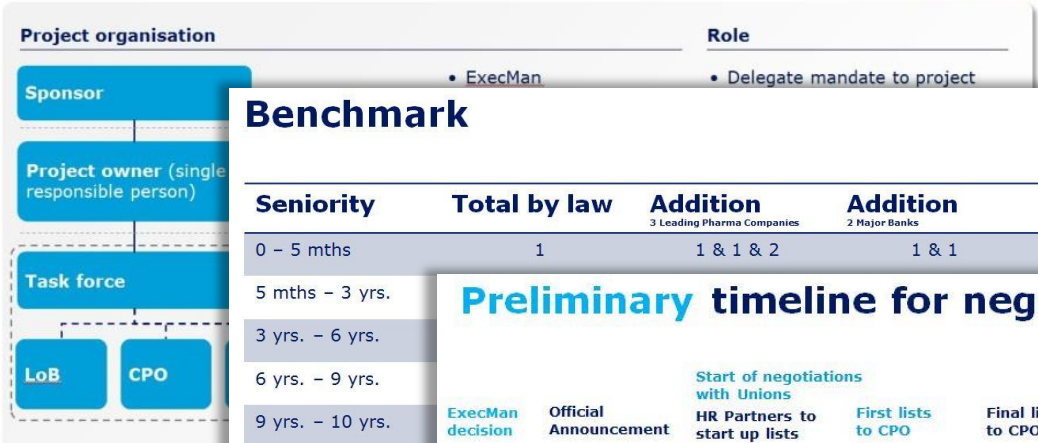 Project organisation
Role
Sponsor
• ExecMan
• Delegate mandate to project
Project owner (single
responsible person)
Task force
LoB
CPO
Benchmark
Seniority Total by law Addition Addition
3 Leading Pharma Companies 2 Major Banks
0 – 5 mths 1 1 & 1 & 2 1 & 1
5 mths – 3 yrs.
3 yrs. – 6 yrs.
6 yrs. – 9 yrs.
9 yrs. – 10 yrs.
Preliminary timeline for neg
ExecMan
decision
Official
Announcement
Start of negotiations
with Unions
HR Partners to
start up lists
First lists
to CPO
Final li
to CPO